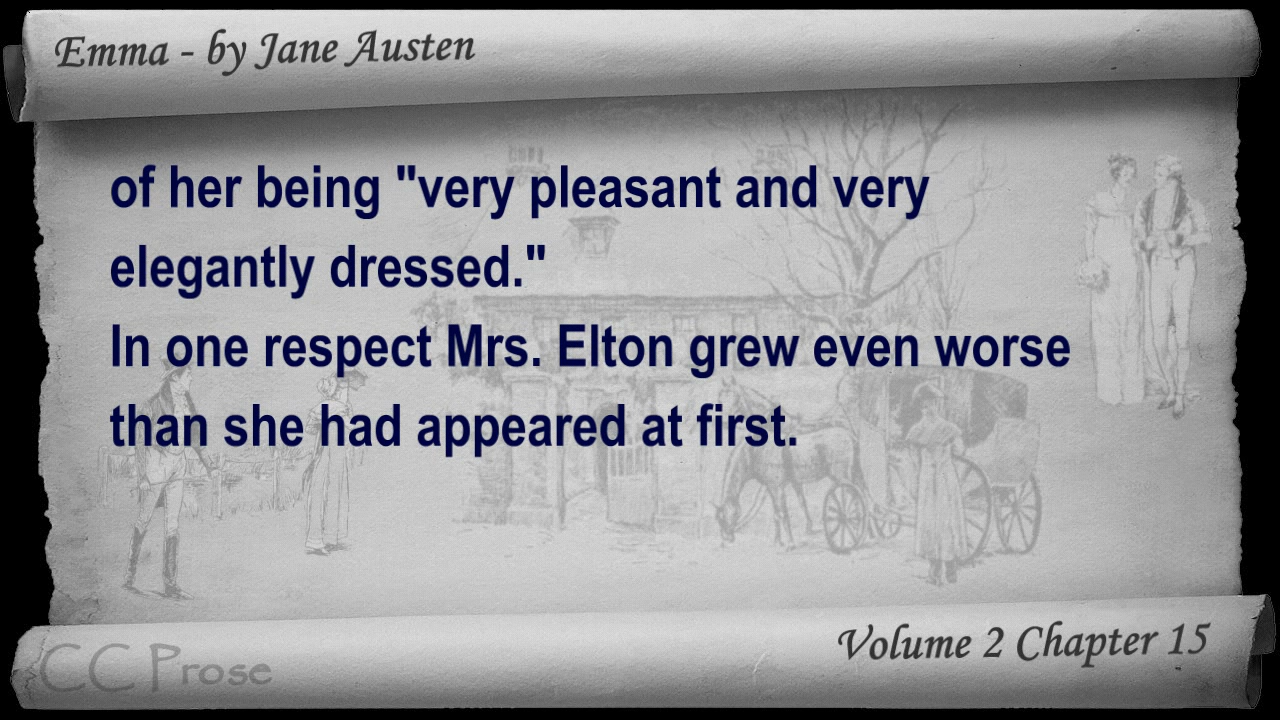 Emma - by Jane Austen
of her being "very pleasant and very
elegantly dressed."
In one respect Mrs. Elton grew even worse
than she had appeared at first.
Volume 2 Chapter 15
CC Prose